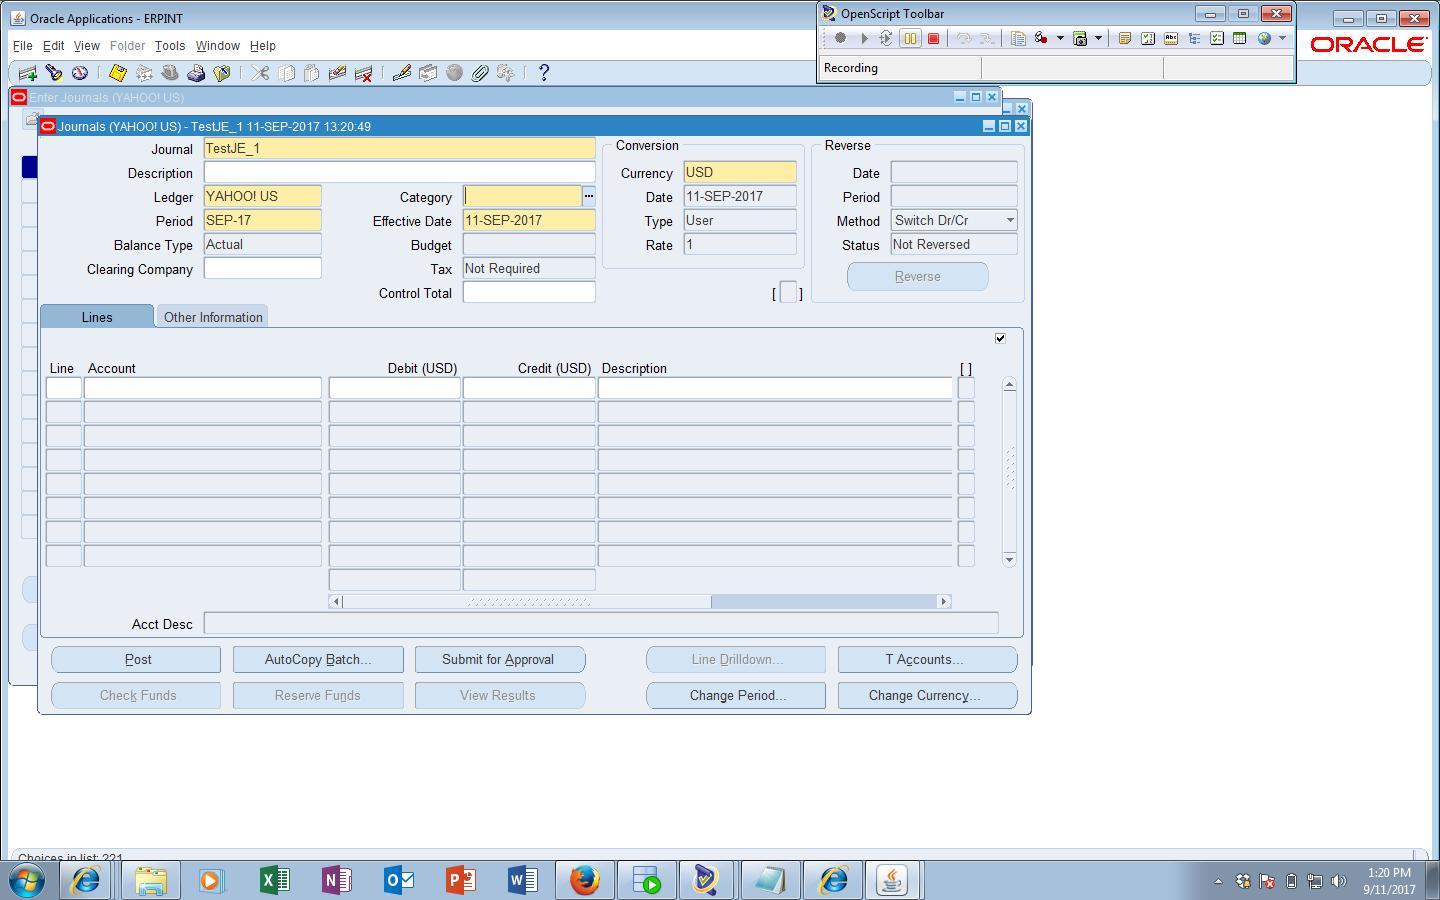 Oracle Applications - ERPINT
OpenScript Toolbar
File Edit View Folder Tools Window Help
ORACLE
Recording
Enter Journals (YAHOO! US)
Journals (YAHOO! US) - TestJE_1 11-SEP-2017 13:20:49
Journal TestJE_1
Description
Ledger YAHOO! US
Category
Period SEP-17
Effective Date 11-SEP-2017
Balance Type Actual
Budget
Clearing Company
Tax Not Required
Control Total
Conversion
Currency USD
Date 11-SEP-2017
Type User
Rate 1
[ ]
Reverse
Date
Period
Method Switch Dr/Cr
Status Not Reversed
Reverse
Lines Other Information
Line Account Debit (USD) Credit (USD) Description [ ]
Acct Desc
Post AutoCopy Batch... Submit for Approval Line Drilldown... T Accounts...
Check Funds Reserve Funds View Results Change Period... Change Currency...
Choices in list: 221
1:20 PM
9/11/2017